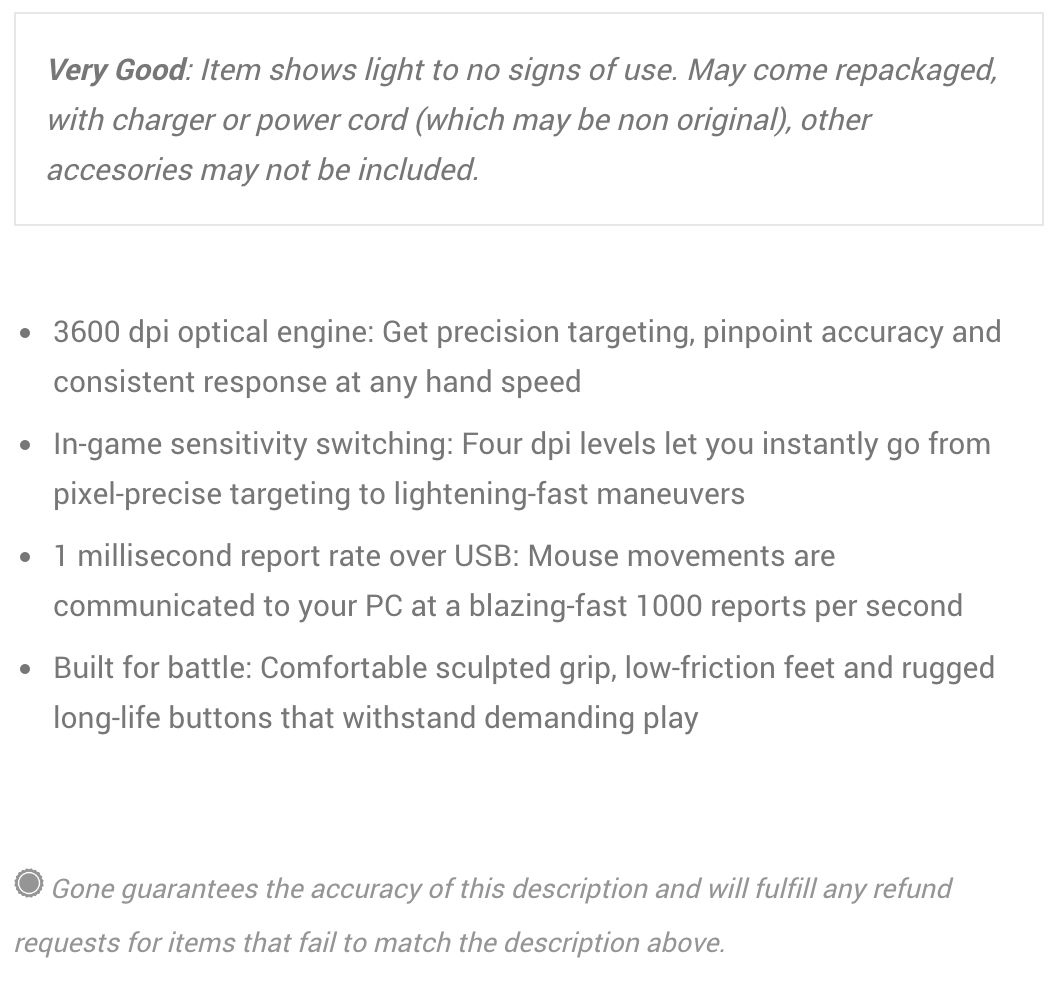 Very Good: Item shows light to no signs of use. May come repackaged,
with charger or power cord (which may be non original), other
accesories may not be included.
• 3600 dpi optical engine: Get precision targeting, pinpoint accuracy and
consistent response at any hand speed
• In-game sensitivity switching: Four dpi levels let you instantly go from
pixel-precise targeting to lightening-fast maneuvers
• 1 millisecond report rate over USB: Mouse movements are
communicated to your PC at a blazing-fast 1000 reports per second
• Built for battle: Comfortable sculpted grip, low-friction feet and rugged
long-life buttons that withstand demanding play
Gone guarantees the accuracy of this description and will fulfill any refund
requests for items that fail to match the description above.